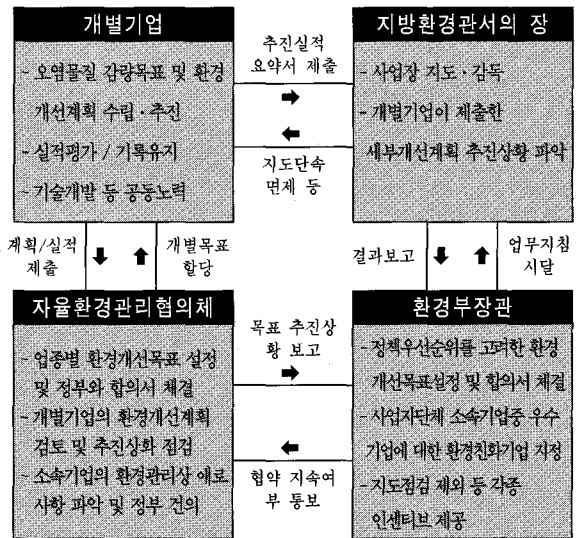 개별기업
- 오염물질 감량목표 및 환경
개선계획 수립·추진
- 실적평가 / 기록유지
- 기술개발 등 공동노력
추진실적
요약서 제출
지도단속
면제 등
지방환경관서의 장
- 사업장 지도·감독
- 개별기업이 제출한
세부개선계획 추진상황 파악
계획/실적
제출
개별목표
할당
결과보고
업무지침
시달
자율환경관리협의체
- 업종별 환경개선목표 설정
및 정부와 합의서 체결
- 개별기업의 환경개선계획
검토 및 추진상화 점검
- 소속기업의 환경관리상 애로
사항 파악 및 정부 건의
목표 추진상
황 보고
협약 지속여
부 통보
환경부장관
- 정책우선순위를 고려한 환경
개선목표설정 및 합의서 체결
- 사업자단체 소속기업중 우수
기업에 대한 환경친화기업 지정
- 지도점검 제외 등 각종
인센티브 제공